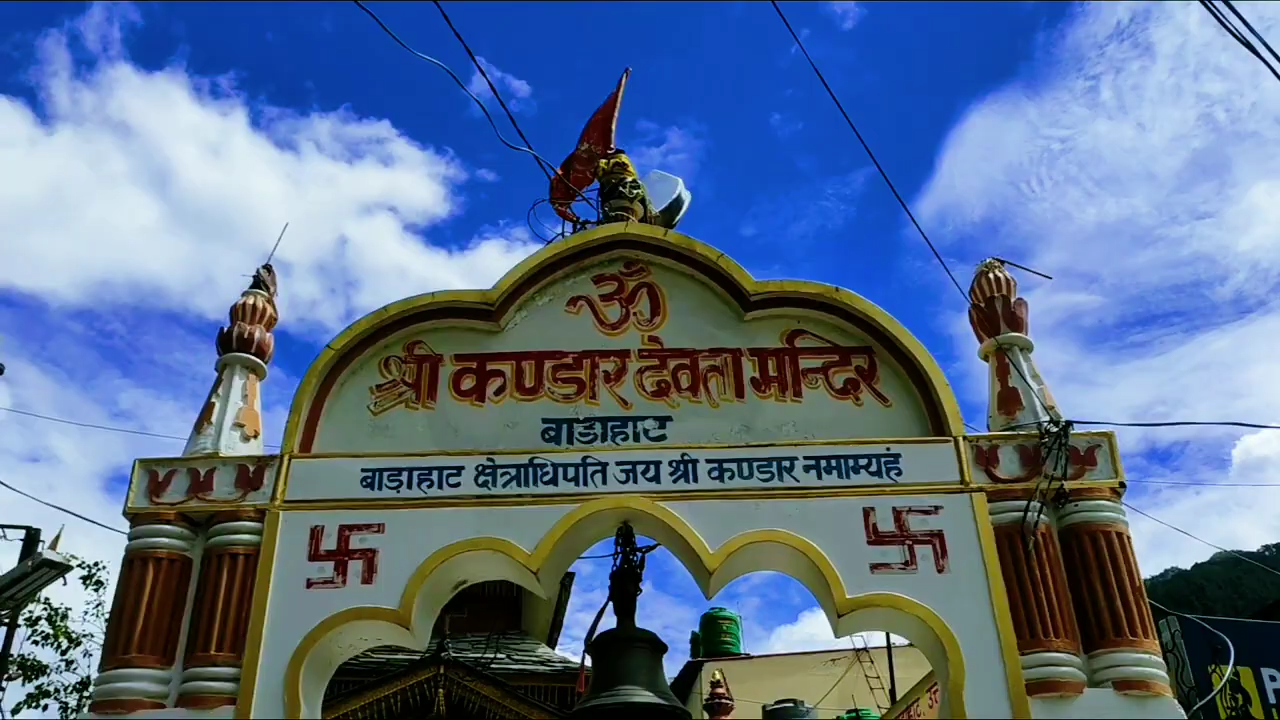 ॐ
श्री कण्डार देवता मन्दिर
बाडाहाट
बाड़ाहाट क्षेत्राधिपति जय श्री कण्डार नमाम्यहं